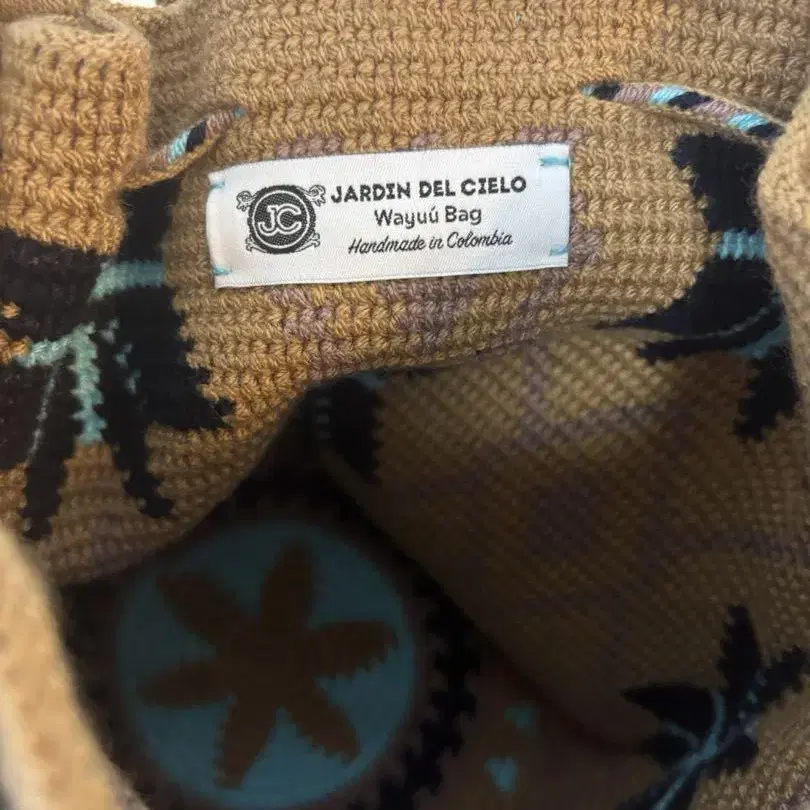 JC
JARDIN DEL CIELO
Wayuú Bag
Handmade in Colombia